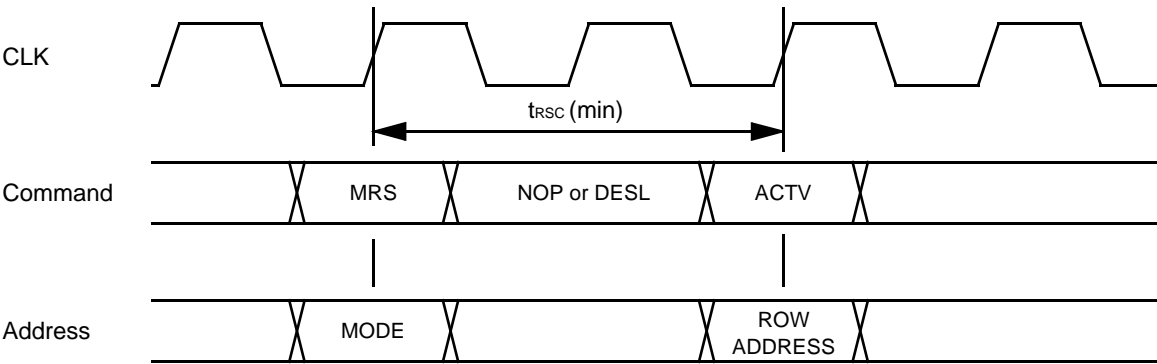 CLK
tRSC (min)
Command
MRS
NOP or DESL
ACTV
Address
MODE
ROW
ADDRESS